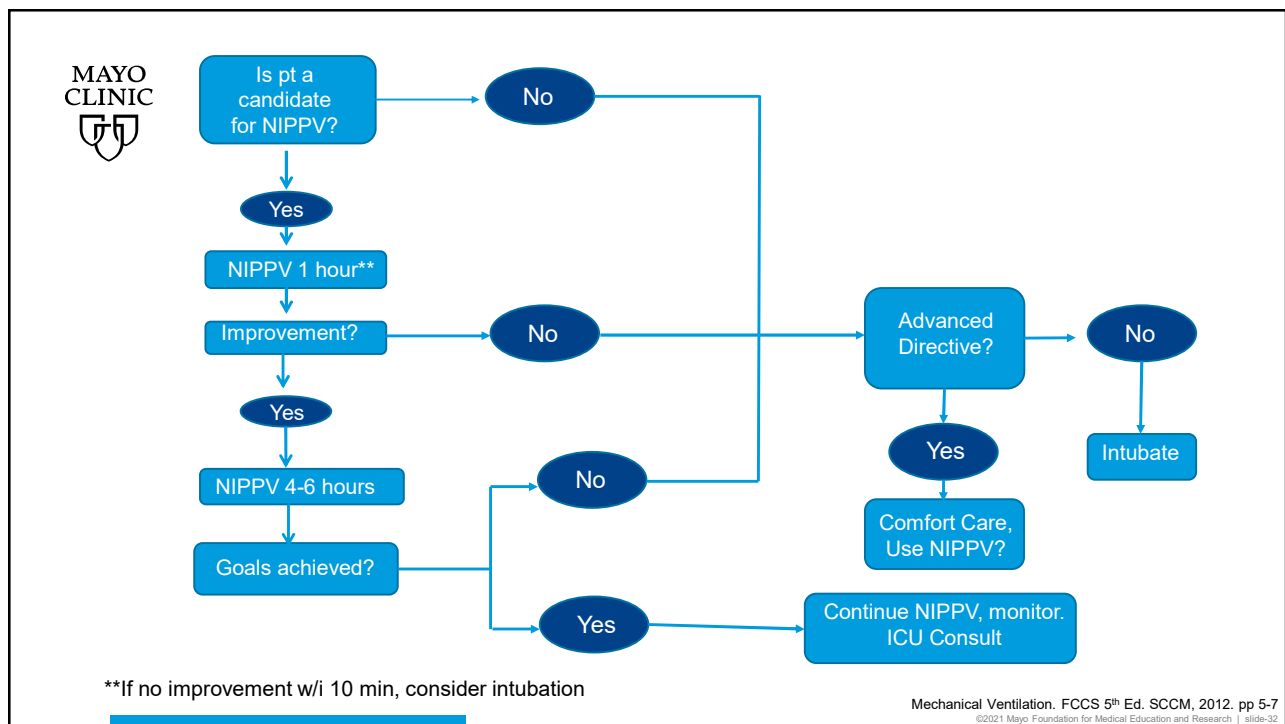 MAYO
CLINIC
Is pt a
candidate
for NIPPV?
No
Yes
NIPPV 1 hour**
Improvement?
No
Advanced
Directive?
No
Yes
Yes
Intubate
NIPPV 4-6 hours
No
Comfort Care,
Use NIPPV?
Goals achieved?
Yes
Continue NIPPV, monitor.
ICU Consult
**If no improvement w/i 10 min, consider intubation
Mechanical Ventilation. FCCS 5th Ed. SCCM, 2012. pp 5-7
©2021 Mayo Foundation for Medical Education and Research | slide-32